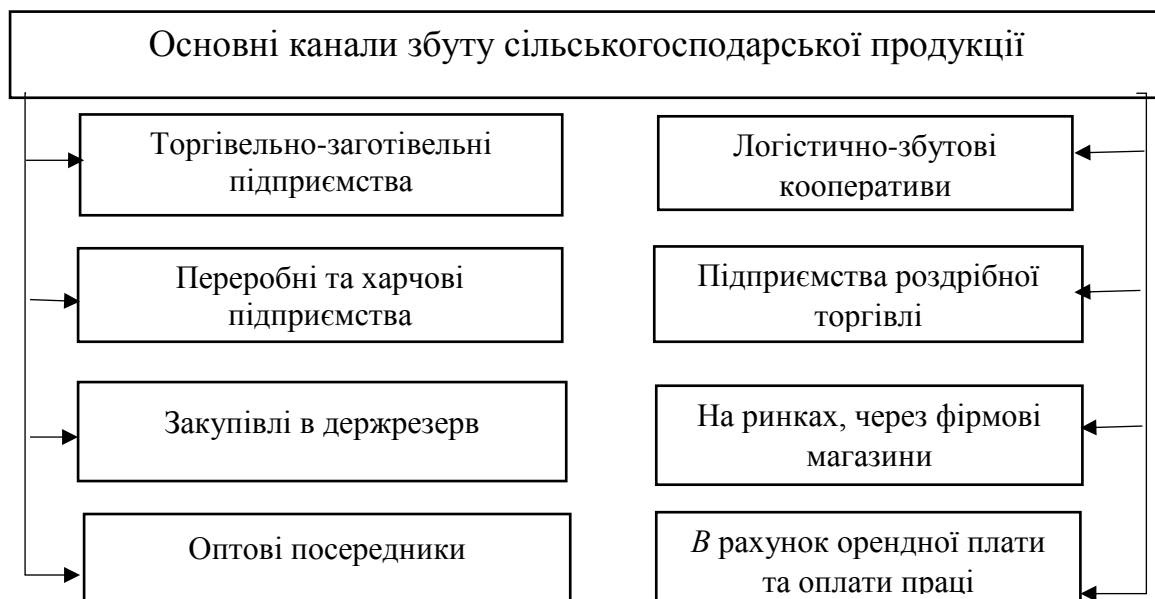 Основні канали збуту сільськогосподарської продукції
Торгівельно-заготівельні
підприємства
Переробні та харчові
підприємства
Закупівлі в держрезерв
Оптові посередники
Логістично-збутові
кооперативи
Підприємства роздрібної
торгівлі
На ринках, через фірмові
магазини
В рахунок орендної плати
та оплати праці